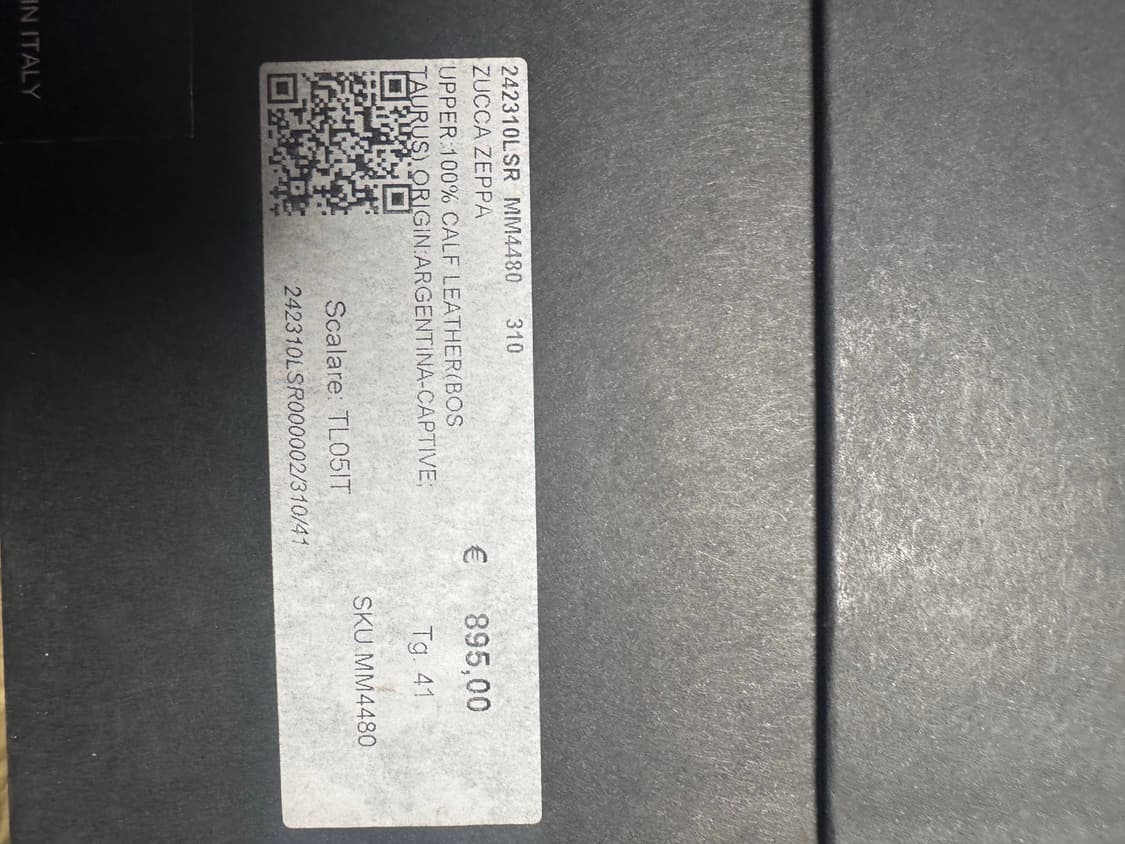 242310LSR MM4480 310
ZUCCA ZEPPA
UPPER:100% CALF LEATHER(BOS
TAURUS) ORIGIN:ARGENTINA-CAPTIVE;
€ 895,00
Tg. 41
Scalare: TL05IT
SKU:MM4480
242310LSR000002/310/41
IN ITALY